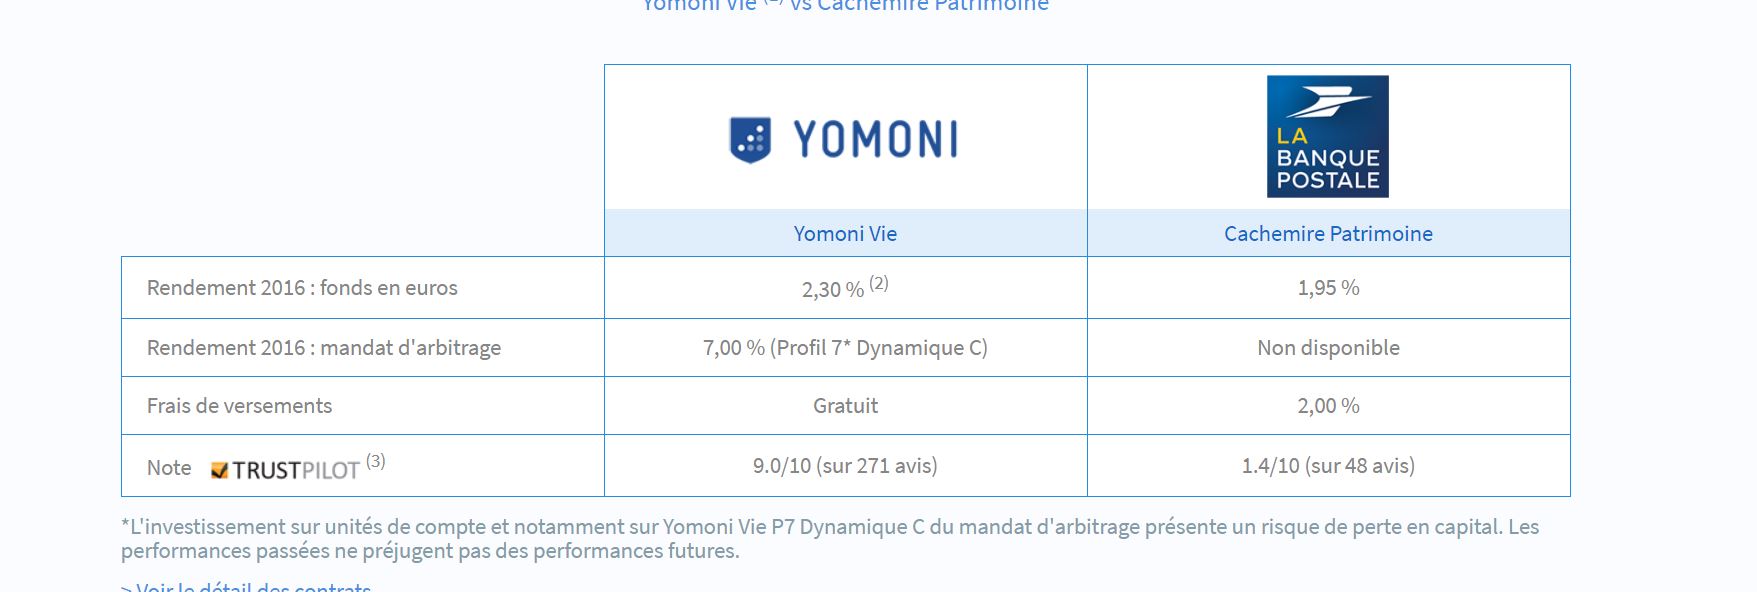 Yomoni Vie (2) vs Cachemire Patrimoine
YOMONI
LA
BANQUE
POSTALE
Yomoni Vie
Cachemire Patrimoine
Rendement 2016 : fonds en euros
2,30 % (2)
1,95 %
Rendement 2016 : mandat d'arbitrage
7,00 % (Profil 7* Dynamique C)
Non disponible
Frais de versements
Gratuit
2,00 %
Note TRUSTPILOT (3)
9.0/10 (sur 271 avis)
1.4/10 (sur 48 avis)
*L'investissement sur unités de compte et notamment sur Yomoni Vie P7 Dynamique C du mandat d'arbitrage présente un risque de perte en capital. Les
performances passées ne préjugent pas des performances futures.
> Voir le détail des contrats